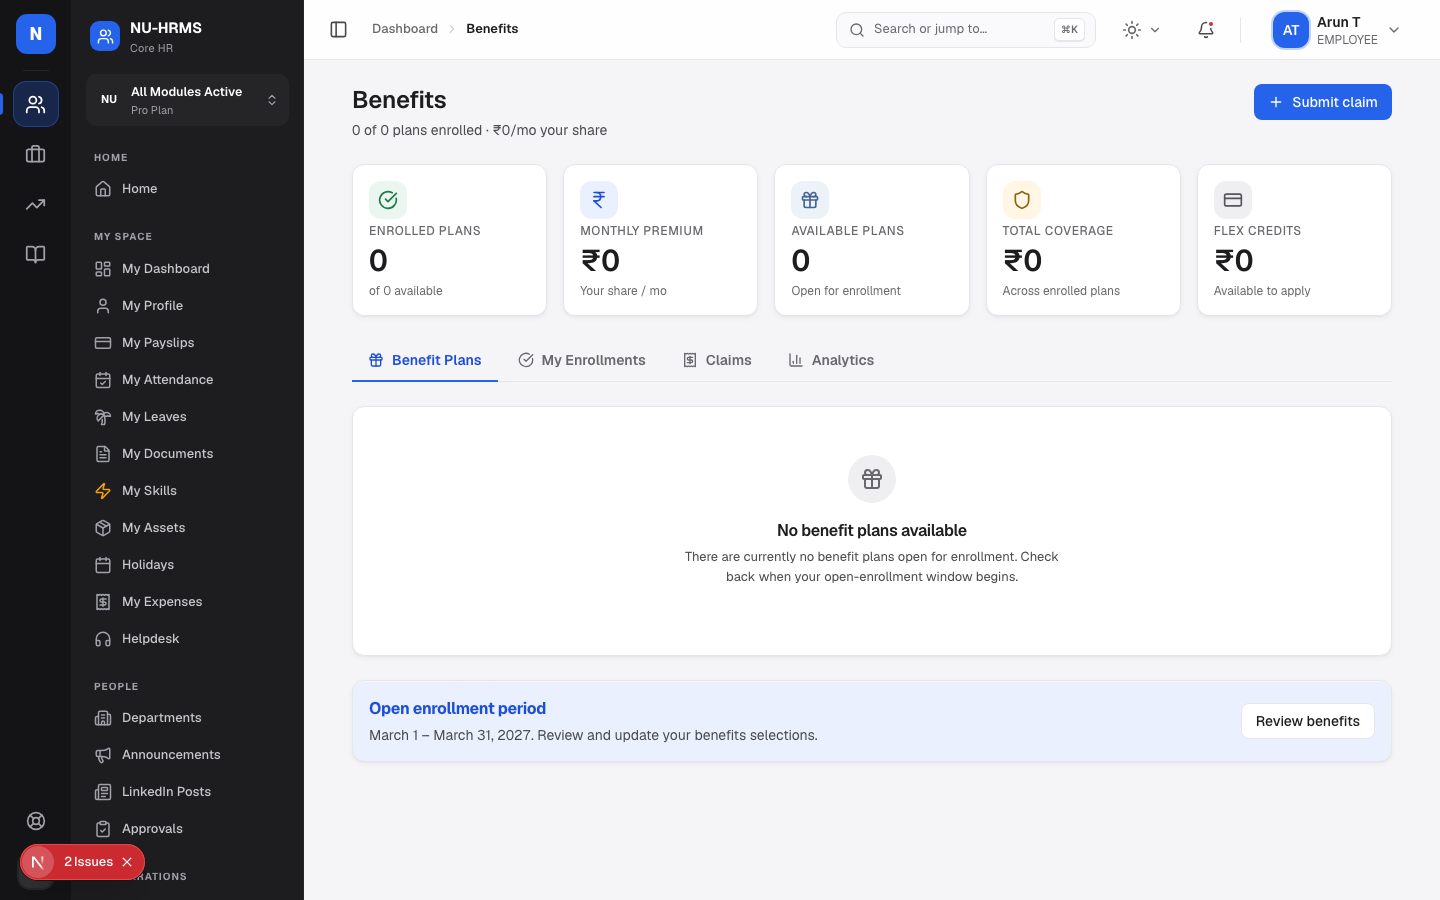 N
NU-HRMS
Core HR
NU
All Modules Active
Pro Plan
HOME
Home
MY SPACE
My Dashboard
My Profile
My Payslips
My Attendance
My Leaves
My Documents
My Skills
My Assets
Holidays
My Expenses
Helpdesk
PEOPLE
Departments
Announcements
LinkedIn Posts
Approvals
RATIONS
N
2 Issues
Dashboard
Benefits
Search or jump to...
⌘K
AT
Arun T
EMPLOYEE
Benefits
0 of 0 plans enrolled · ₹0/mo your share
Submit claim
ENROLLED PLANS
0
of 0 available
MONTHLY PREMIUM
₹0
Your share / mo
AVAILABLE PLANS
0
Open for enrollment
TOTAL COVERAGE
₹0
Across enrolled plans
FLEX CREDITS
₹0
Available to apply
Benefit Plans
My Enrollments
Claims
Analytics
No benefit plans available
There are currently no benefit plans open for enrollment. Check
back when your open-enrollment window begins.
Open enrollment period
March 1 – March 31, 2027. Review and update your benefits selections.
Review benefits